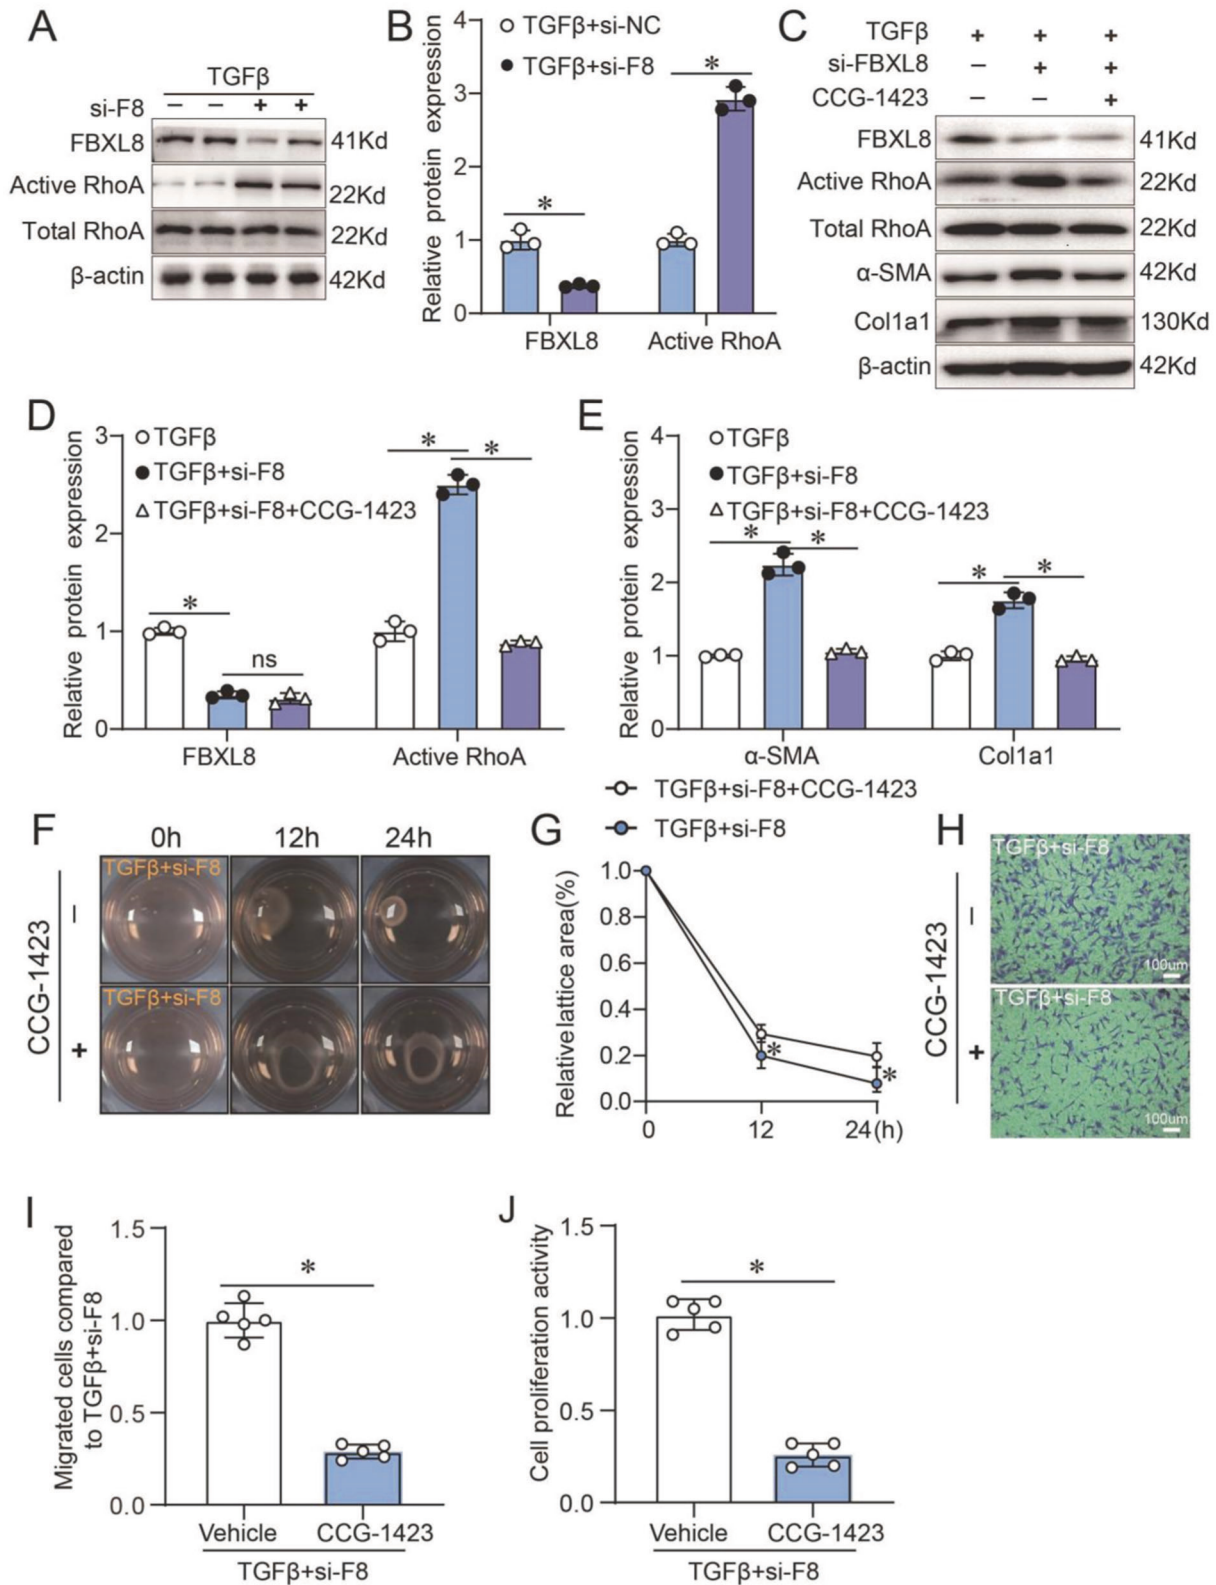 A
TGFβ
si-F8 – – + +
FBXL8 41Kd
Active RhoA 22Kd
Total RhoA 22Kd
β-actin 42Kd
B
Relative protein expression
4
3
2
1
0
TGFβ+si-NC
TGFβ+si-F8
*
*
FBXL8 Active RhoA
C
TGFβ + + +
si-FBXL8 – + +
CCG-1423 – – +
FBXL8 41Kd
Active RhoA 22Kd
Total RhoA 22Kd
α-SMA 42Kd
Col1a1 130Kd
β-actin 42Kd
D
Relative protein expression
3
2
1
0
TGFβ
TGFβ+si-F8
TGFβ+si-F8+CCG-1423
* *
*
ns
FBXL8 Active RhoA
E
Relative protein expression
4
3
2
1
0
TGFβ
TGFβ+si-F8
TGFβ+si-F8+CCG-1423
* *
* *
α-SMA Col1a1
F
0h 12h 24h
CCG-1423
–
+
TGFβ+si-F8
TGFβ+si-F8
G
TGFβ+si-F8+CCG-1423
TGFβ+si-F8
Relative lattice area(%)
1.0
0.8
0.6
0.4
0.2
0.0
*
*
0 12 24(h)
H
CCG-1423
–
+
TGFβ+si-F8
100um
TGFβ+si-F8
100um
I
Migrated cells compared
to TGFβ+si-F8
1.5
1.0
0.5
0.0
*
Vehicle CCG-1423
TGFβ+si-F8
J
Cell proliferation activity
1.5
1.0
0.5
0.0
*
Vehicle CCG-1423
TGFβ+si-F8